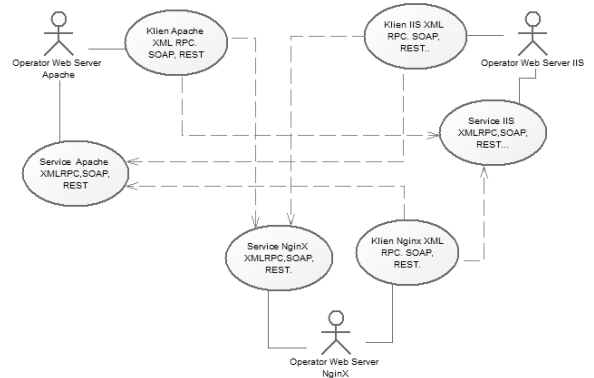 Klien Apache
XML RPC.
SOAP, REST
Operator Web Server
Apache
Klien IIS XML
RPC. SOAP,
REST..
Operator Web Server IIS
Service IIS
XMLRPC,SOAP,
REST...
Service Apache
XMLRPC,SOAP,
REST
Service NginX
XMLRPC,SOAP,
REST.
Klien Nginx XML
RPC. SOAP,
REST.
Operator Web Server
NginX